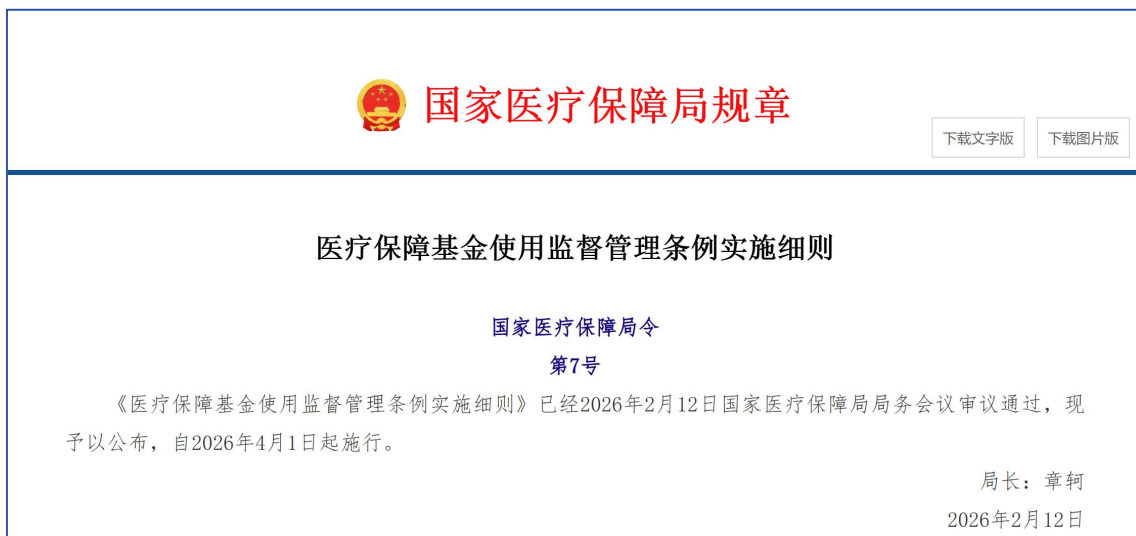 国家医疗保障局规章
下载文字版
下载图片版
医疗保障基金使用监督管理条例实施细则
国家医疗保障局令
第7号
《医疗保障基金使用监督管理条例实施细则》已经2026年2月12日国家医疗保障局局务会议审议通过，现
予以公布，自2026年4月1日起施行。
局长：章轲
2026年2月12日